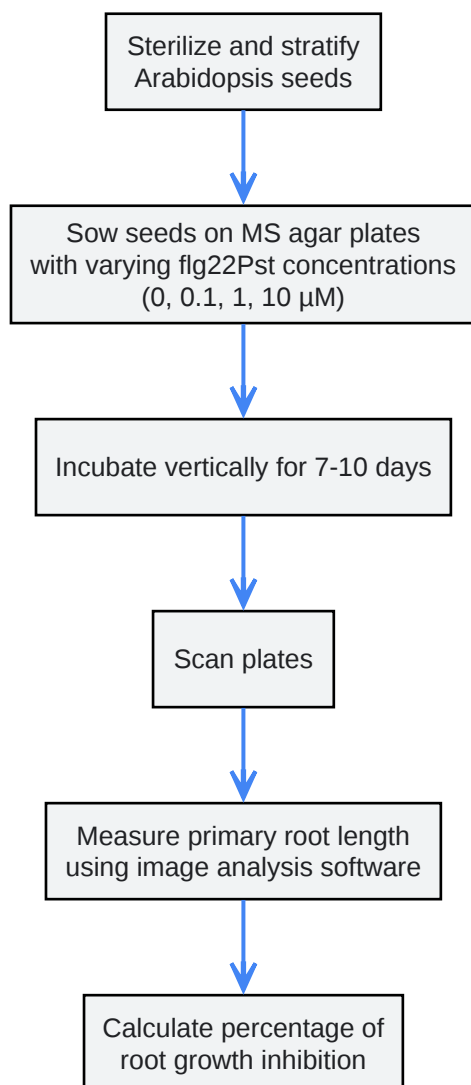 Sterilize and stratify
Arabidopsis seeds
Sow seeds on MS agar plates
with varying flg22Pst concentrations
(0, 0.1, 1, 10 µM)
Incubate vertically for 7-10 days
Scan plates
Measure primary root length
using image analysis software
Calculate percentage of
root growth inhibition